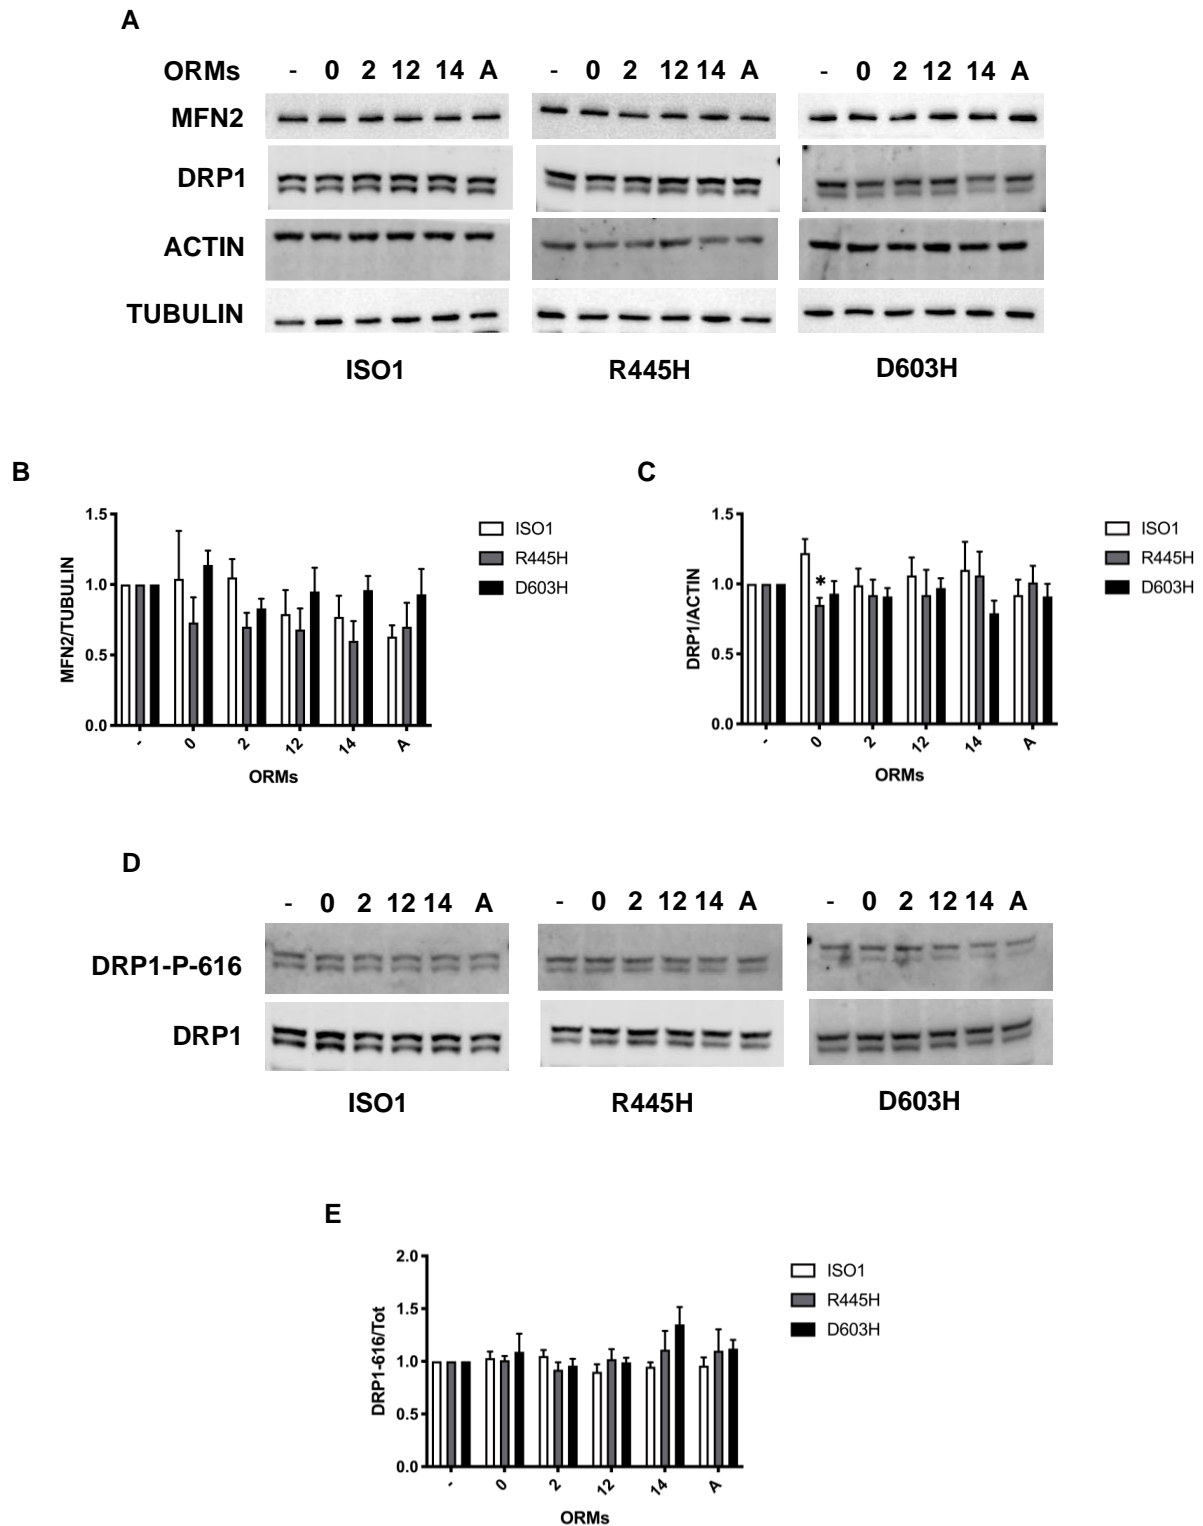 A
ORMs - 0 2 12 14 A - 0 2 12 14 A - 0 2 12 14 A
MFN2
DRP1
ACTIN
TUBULIN
ISO1 R445H D603H
B
MFN2/TUBULIN
1.5
1.0
0.5
0.0
- 0 2 12 14 A
ORMs
ISO1
R445H
D603H
C
DRP1/ACTIN
1.5
1.0
0.5
0.0
*
- 0 2 12 14 A
ORMs
ISO1
R445H
D603H
D
- 0 2 12 14 A - 0 2 12 14 A - 0 2 12 14 A
DRP1-P-616
DRP1
ISO1 R445H D603H
E
DRP1-616/Tot
2.0
1.5
1.0
0.5
0.0
- 0 2 12 14 A
ORMs
ISO1
R445H
D603H